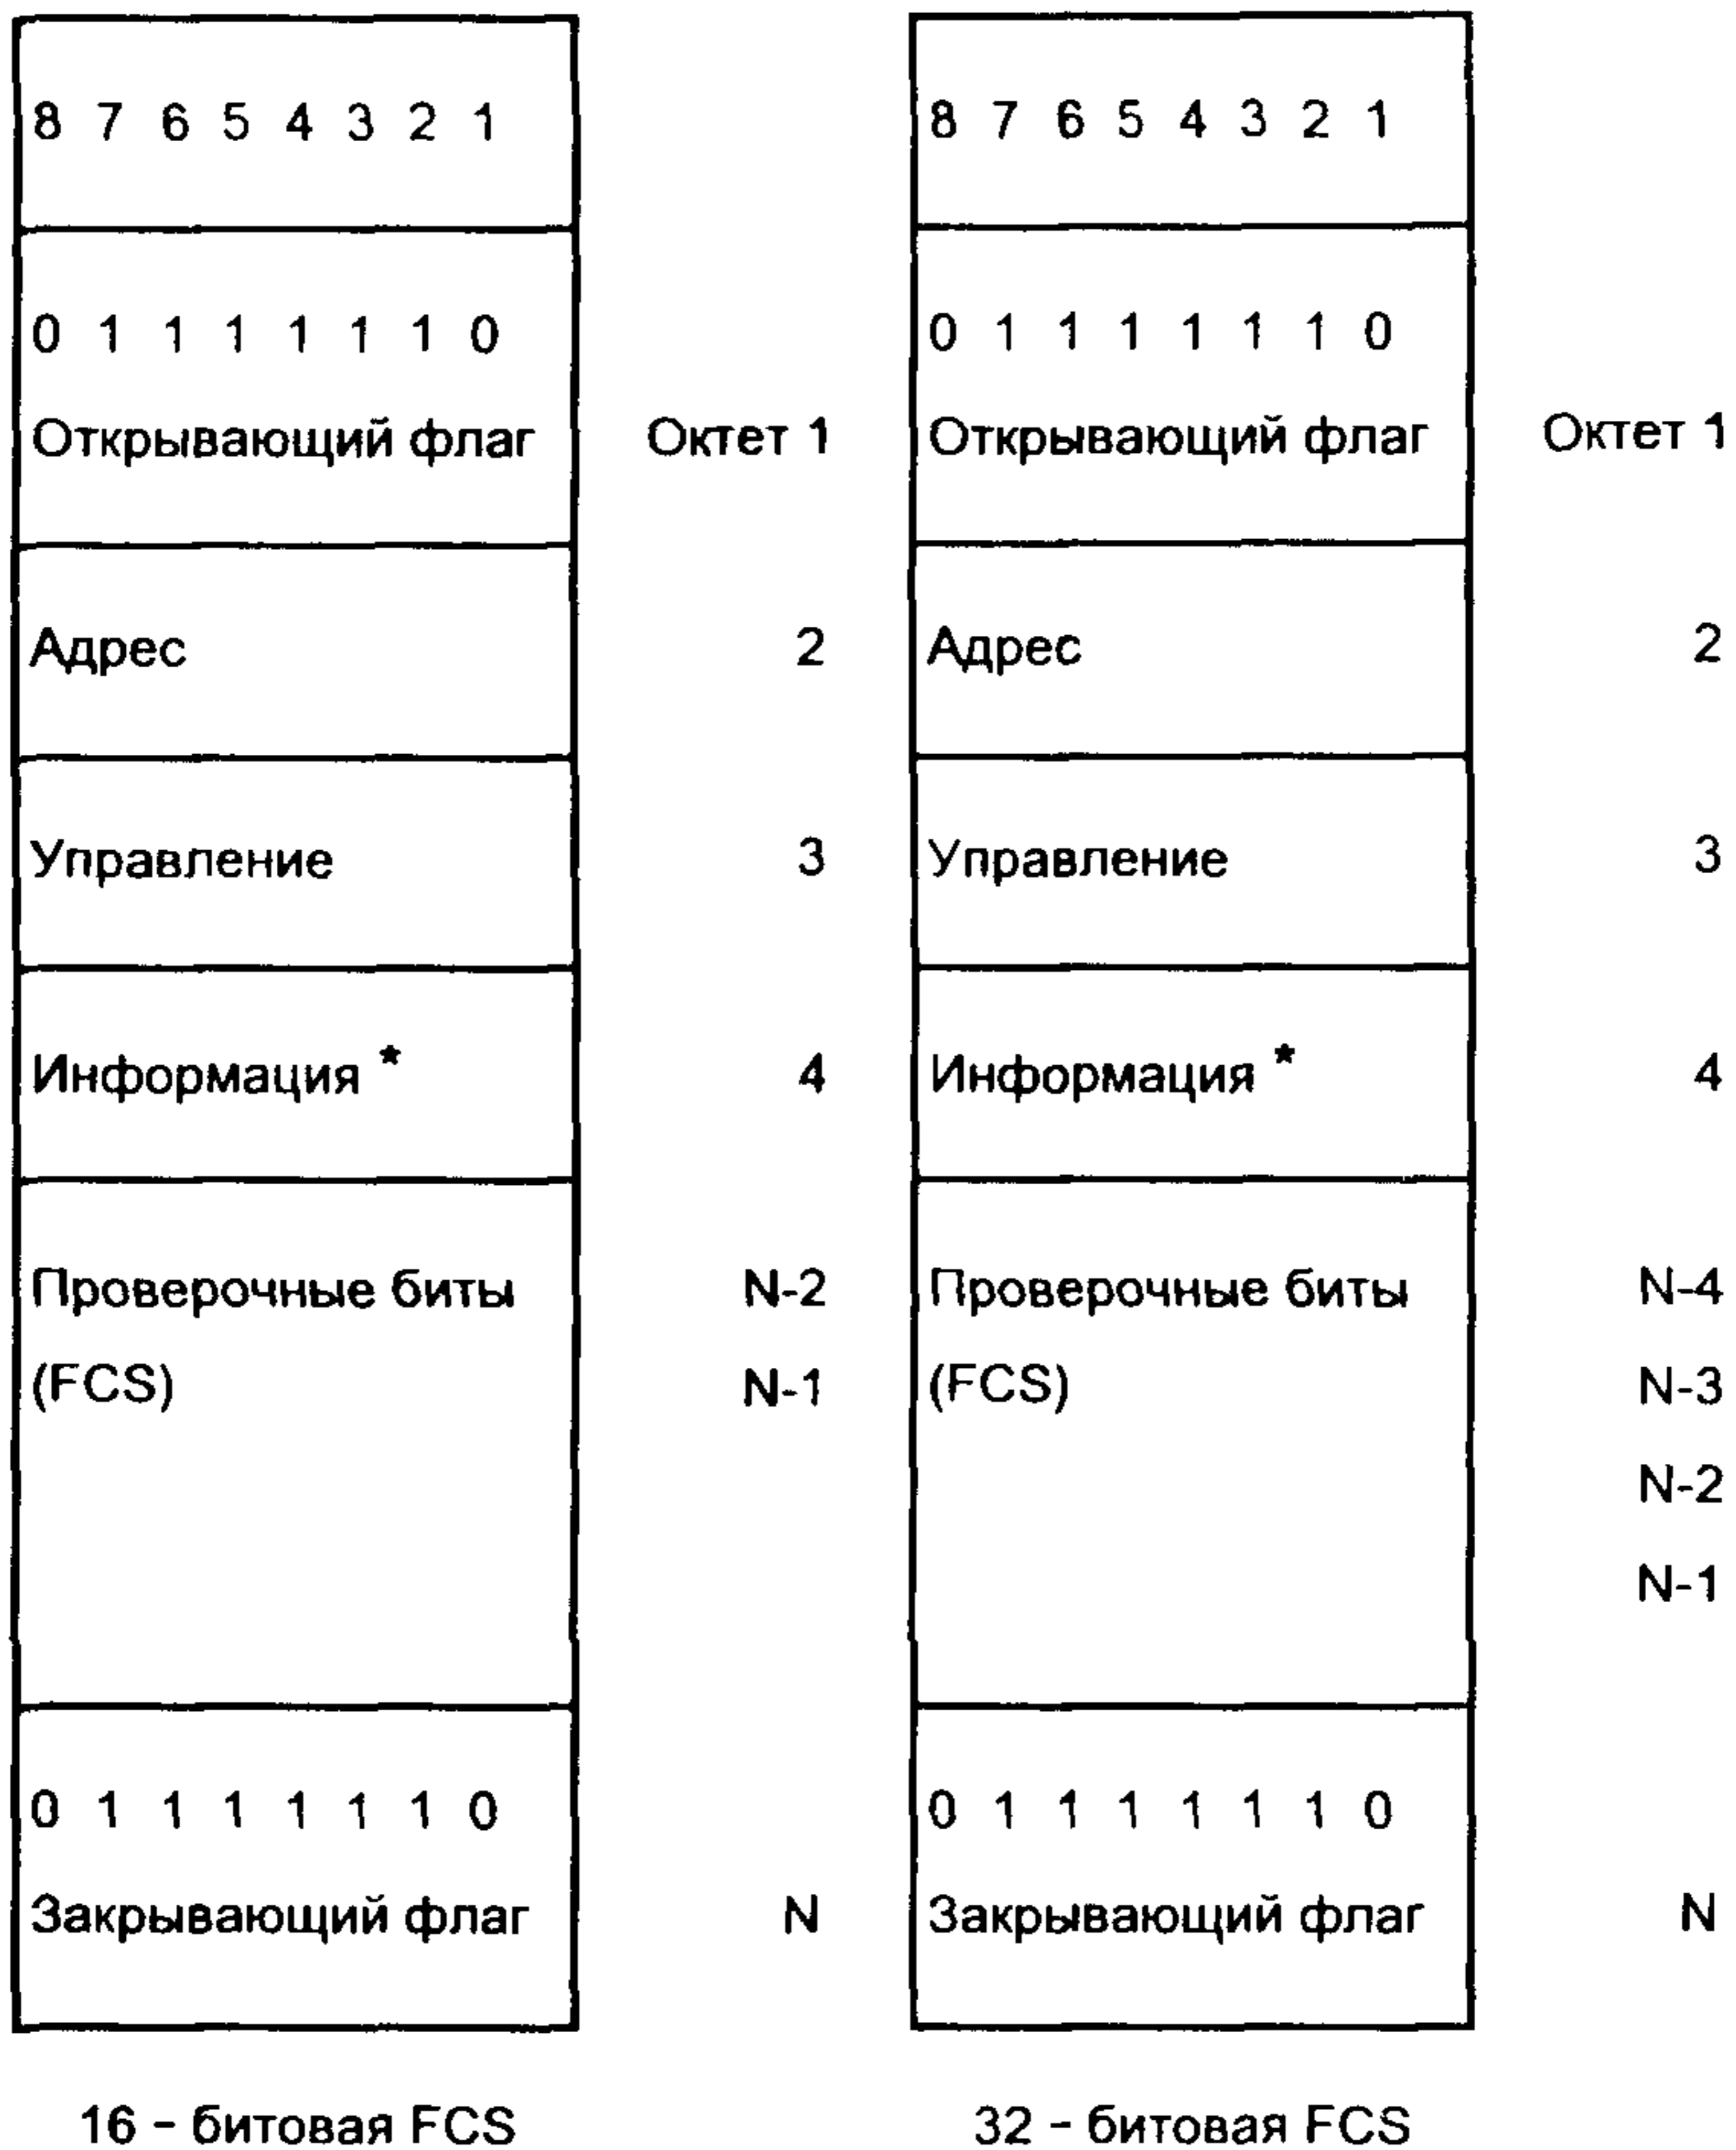 8 7 6 5 4 3 2 1
0 1 1 1 1 1 1 0
Открывающий флаг Октет 1
Адрес 2
Управление 3
Информация * 4
Проверочные биты N-2
(FCS) N-1
0 1 1 1 1 1 1 0
Закрывающий флаг N
16 - битовая FCS
8 7 6 5 4 3 2 1
0 1 1 1 1 1 1 0
Открывающий флаг Октет 1
Адрес 2
Управление 3
Информация * 4
Проверочные биты N-4
(FCS) N-3
N-2
N-1
0 1 1 1 1 1 1 0
Закрывающий флаг N
32 - битовая FCS